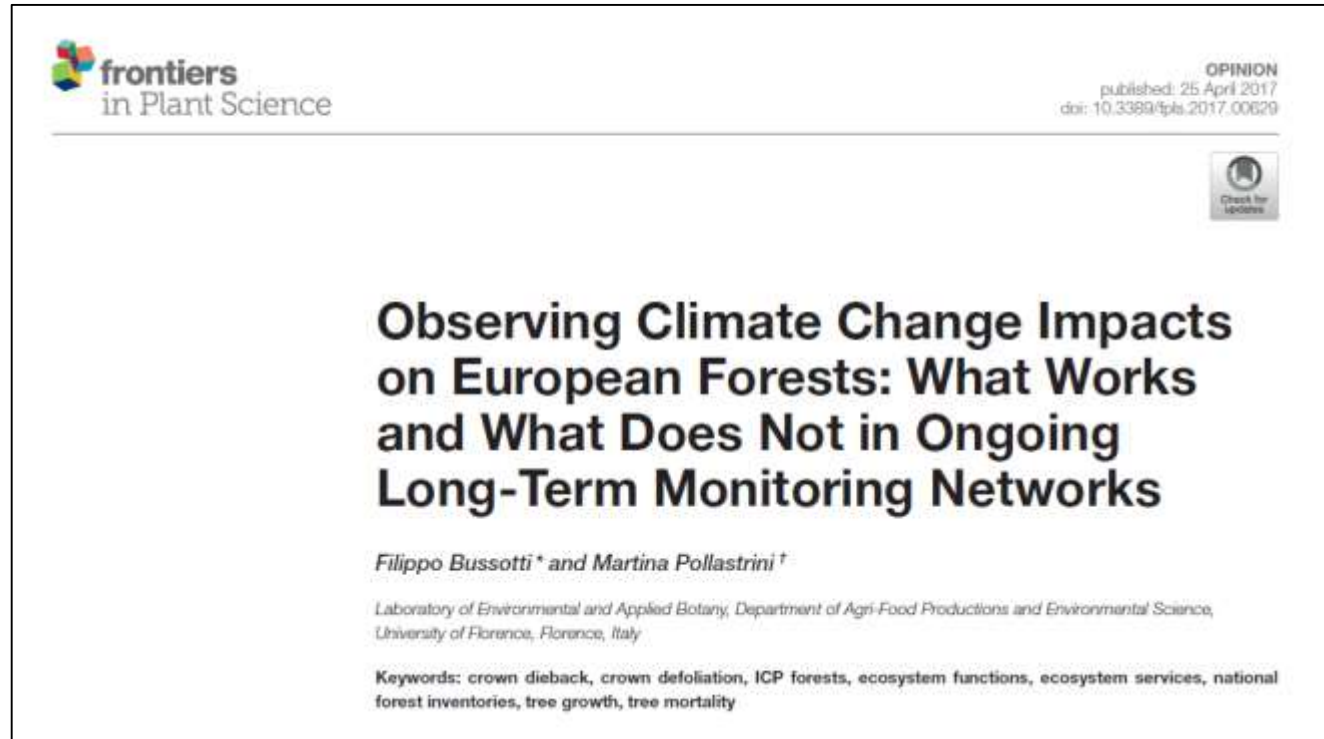 frontiers
in Plant Science
OPINION
published: 25 April 2017
doi: 10.3389/fpls.2017.00629
Check for
updates
Observing Climate Change Impacts
on European Forests: What Works
and What Does Not in Ongoing
Long-Term Monitoring Networks
Filippo Bussotti * and Martina Pollastrini †
Laboratory of Environmental and Applied Botany, Department of Agri-Food Productions and Environmental Science,
University of Florence, Florence, Italy
Keywords: crown dieback, crown defoliation, ICP forests, ecosystem functions, ecosystem services, national
forest inventories, tree growth, tree mortality